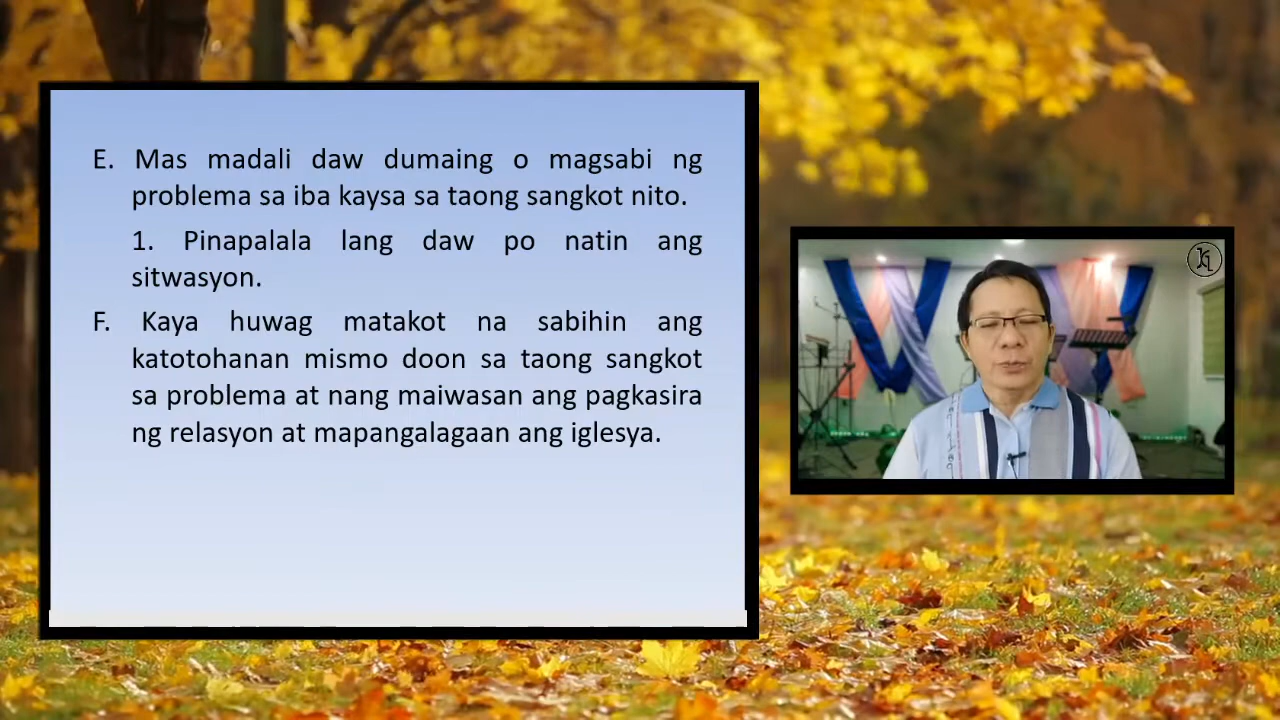 E. Mas madali daw dumaing o magsabi ng
problema sa iba kaysa sa taong sangkot nito.
1. Pinapalala lang daw po natin ang
sitwasyon.
F. Kaya huwag matakot na sabihin ang
katotohanan mismo doon sa taong sangkot
sa problema at nang maiwasan ang pagkasira
ng relasyon at mapangalagaan ang iglesya.